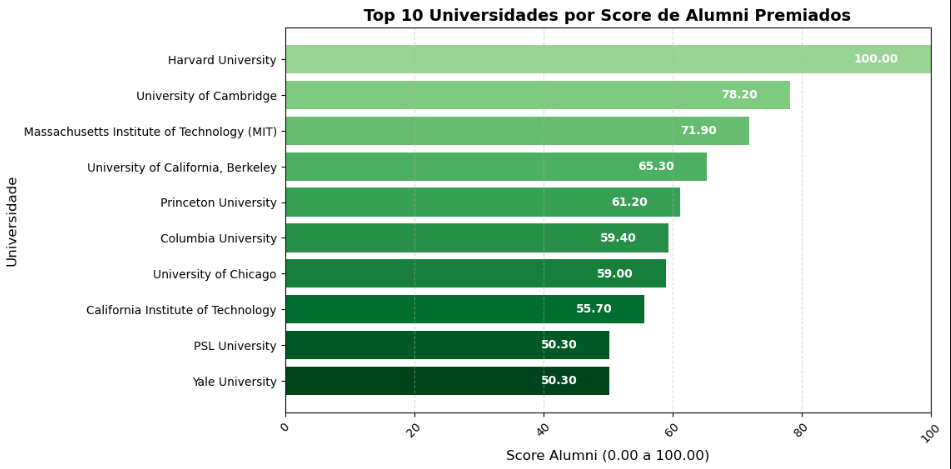 Top 10 Universidades por Score de Alumni Premiados
Universidade
Harvard University 100.00
University of Cambridge 78.20
Massachusetts Institute of Technology (MIT) 71.90
University of California, Berkeley 65.30
Princeton University 61.20
Columbia University 59.40
University of Chicago 59.00
California Institute of Technology 55.70
PSL University 50.30
Yale University 50.30
0 20 40 60 80 100
Score Alumni (0.00 a 100.00)